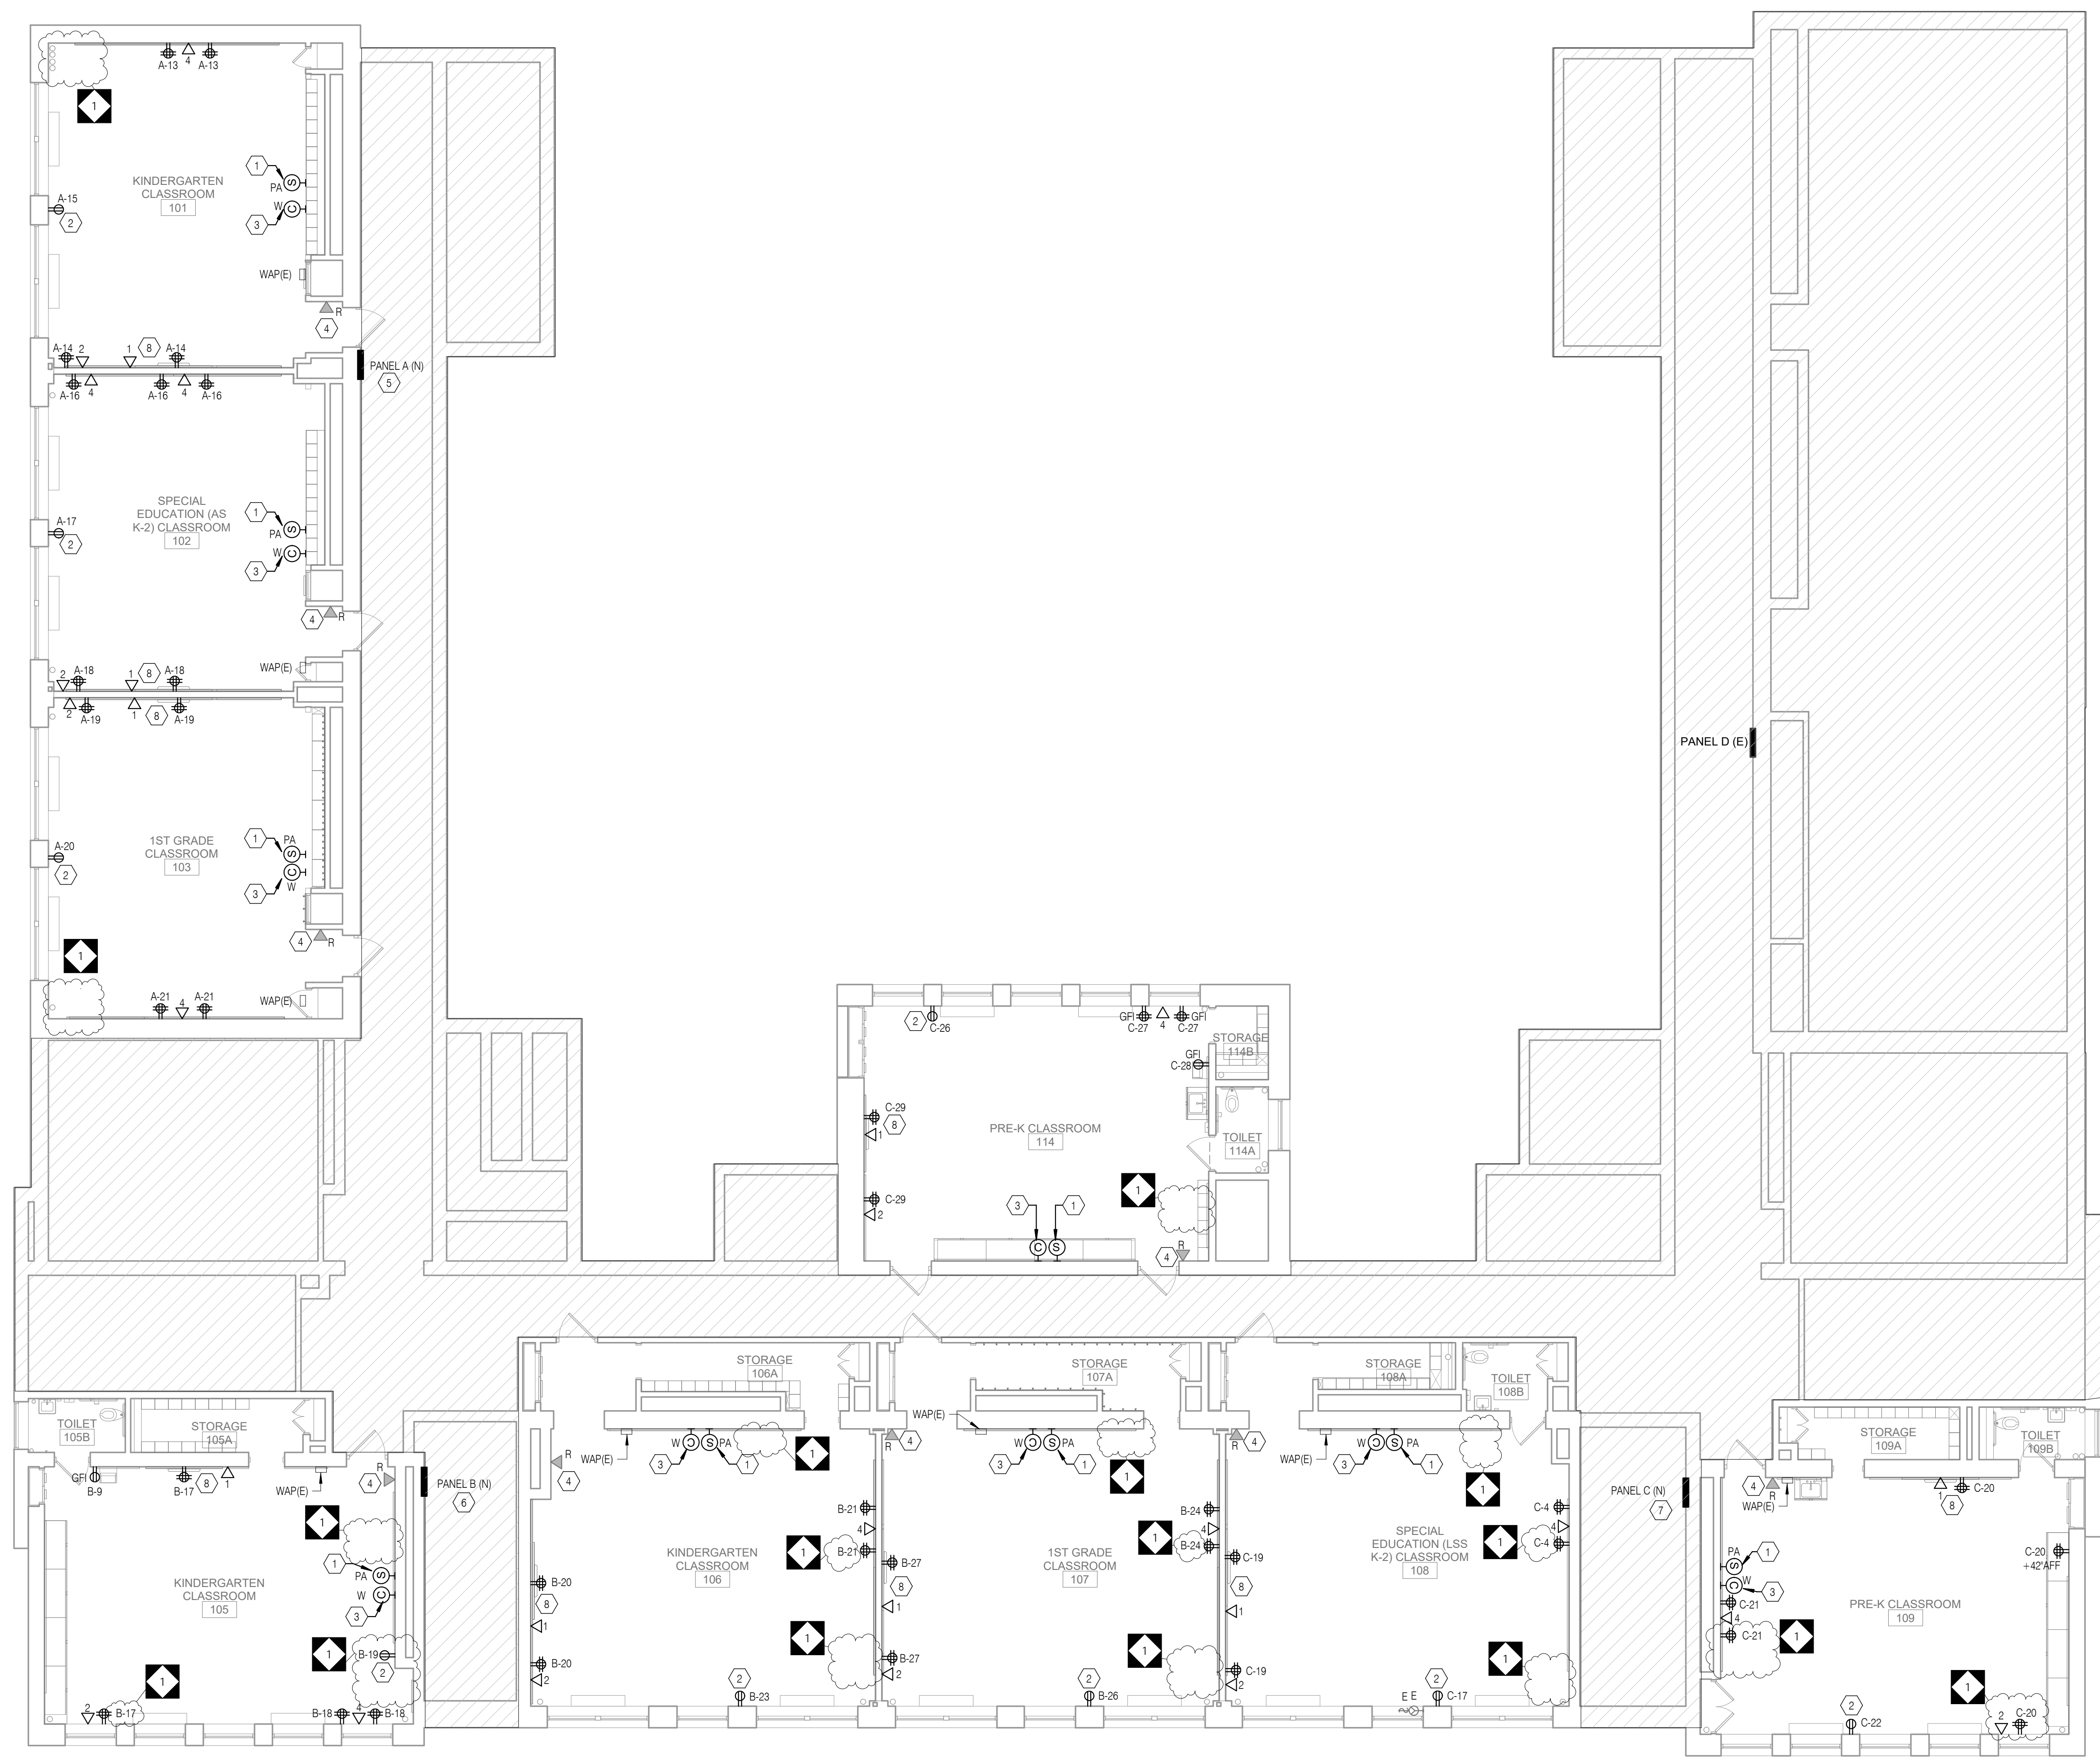 A-13
4
A-13
1
KINDERGARTEN
CLASSROOM
101
1
PA
W
3
A-15
2
WAP(E)
R
4
A-14
2
1
8
A-14
PANEL A (N)
5
A-16
4
A-16
4
A-16
SPECIAL
EDUCATION (AS
K-2) CLASSROOM
102
1
S
PA
W
C
3
A-17
2
4
R
WAP(E)
2
A-18
1
8
A-18
2
A-19
1
8
A-19
1ST GRADE
CLASSROOM
103
1
PA
S
C
W
3
A-20
2
4
R
1
A-21
4
A-21
WAP(E)
PANEL D (E)
2
C-26
GFI
C-27
4
GFI
C-27
STORAGE
114B
GFI
C-28
C-29
8
1
PRE-K CLASSROOM
114
TOILET
114A
C-29
2
1
3
1
C
S
R
4
TOILET
105B
STORAGE
105A
GFI
B-9
B-17
8
1
WAP(E)
R
4
PANEL B (N)
6
1
1
PA
S
W
C
3
KINDERGARTEN
CLASSROOM
105
1
B-19
2
1
2
B-17
B-18
4
B-18
STORAGE
106A
R
4
WAP(E)
W
C
S
PA
3
1
1
B-21
4
B-21
1
KINDERGARTEN
CLASSROOM
106
B-20
8
1
B-20
2
1
2
B-23
STORAGE
107A
WAP(E)
4
R
W
C
S
PA
3
1
1
B-24
4
B-24
1
B-27
8
1
1ST GRADE
CLASSROOM
107
B-27
2
1
2
B-26
STORAGE
108A
TOILET
108B
R
4
WAP(E)
W
C
S
PA
3
1
1
C-4
4
C-4
1
C-19
8
1
SPECIAL
EDUCATION (LSS
K-2) CLASSROOM
108
C-19
2
1
E E
2
C-17
PANEL C (N)
7
STORAGE
109A
TOILET
109B
4
R
WAP(E)
1
8
C-20
PA
1
S
W
3
C
C-21
4
C-21
1
C-20
+42"AFF
PRE-K CLASSROOM
109
1
2
C-22
2
C-20